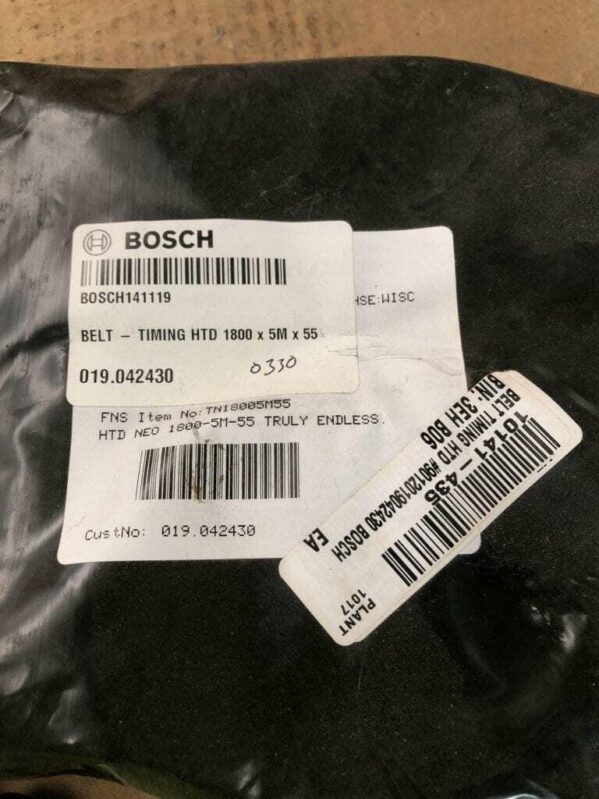 BOSCH
BOSCH141119
BELT – TIMING HTD 1800 x 5M x 55
019.042430
0330
HSE:WISC
FNS Item No:TN18005M55
HTD NEO 1800-5M-55 TRULY ENDLESS.
CustNo: 019.042430
BIN: 3EH B06
10141-435
BELT TIMING HTD #9012019042430 BOSCH
EA
PLANT
1017